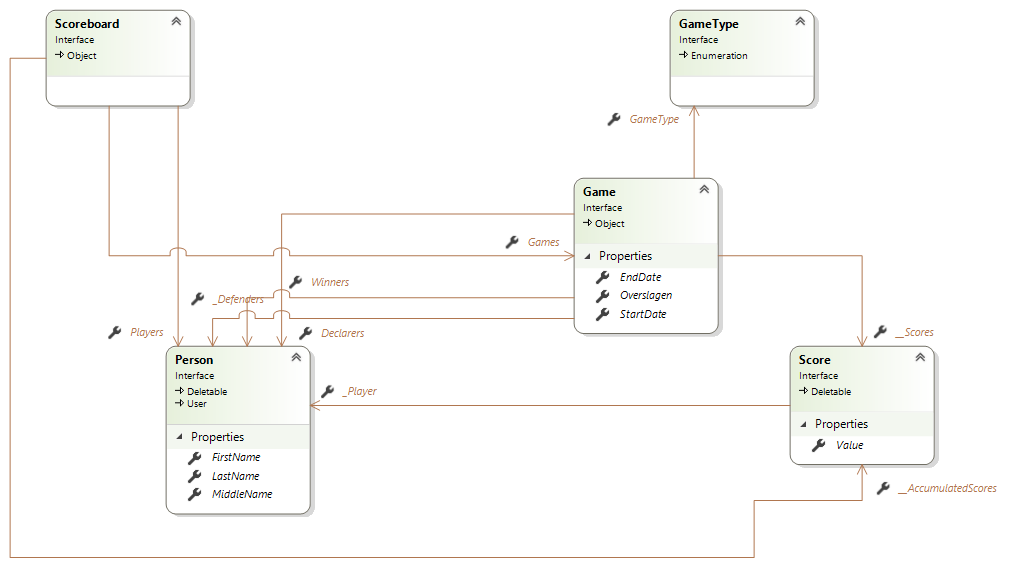 Scoreboard
Interface
Object
GameType
Interface
Enumeration
GameType
Game
Interface
Object
Properties
EndDate
Overslagen
StartDate
Games
Winners
_Defenders
Players
Declarers
__Scores
Person
Interface
Deletable
User
Properties
FirstName
LastName
MiddleName
_Player
Score
Interface
Deletable
Properties
Value
__AccumulatedScores